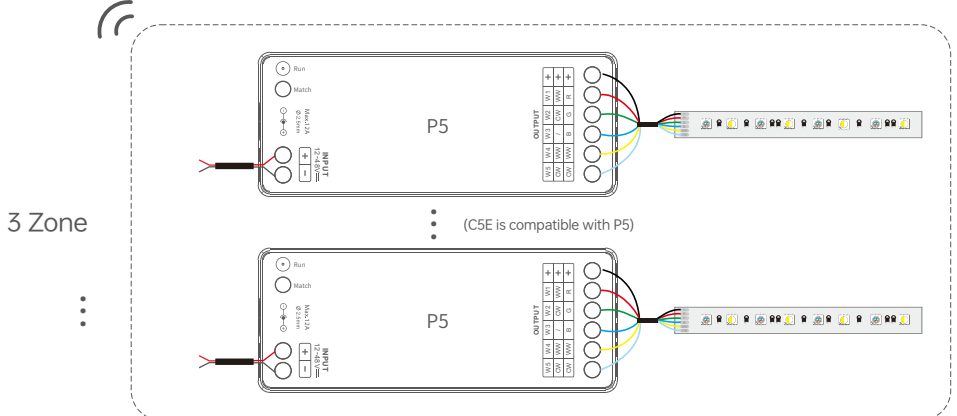 3 Zone
Run
Match
Max.12A
Ø 2.5mm
INPUT
12~48V
+
−
P5
OUTPUT
+ + +
W1 WW R
W2 CW G
W3 / B
W4 WW WW
W5 CW CW
(C5E is compatible with P5)
Run
Match
Max.12A
Ø 2.5mm
INPUT
12~48V
+
−
P5
OUTPUT
+ + +
W1 WW R
W2 CW G
W3 / B
W4 WW WW
W5 CW CW